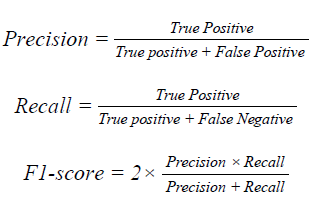 Precision = True Positive / True positive + False Positive
Recall = True Positive / True positive + False Negative
F1-score = 2 × Precision × Recall / Precision + Recall